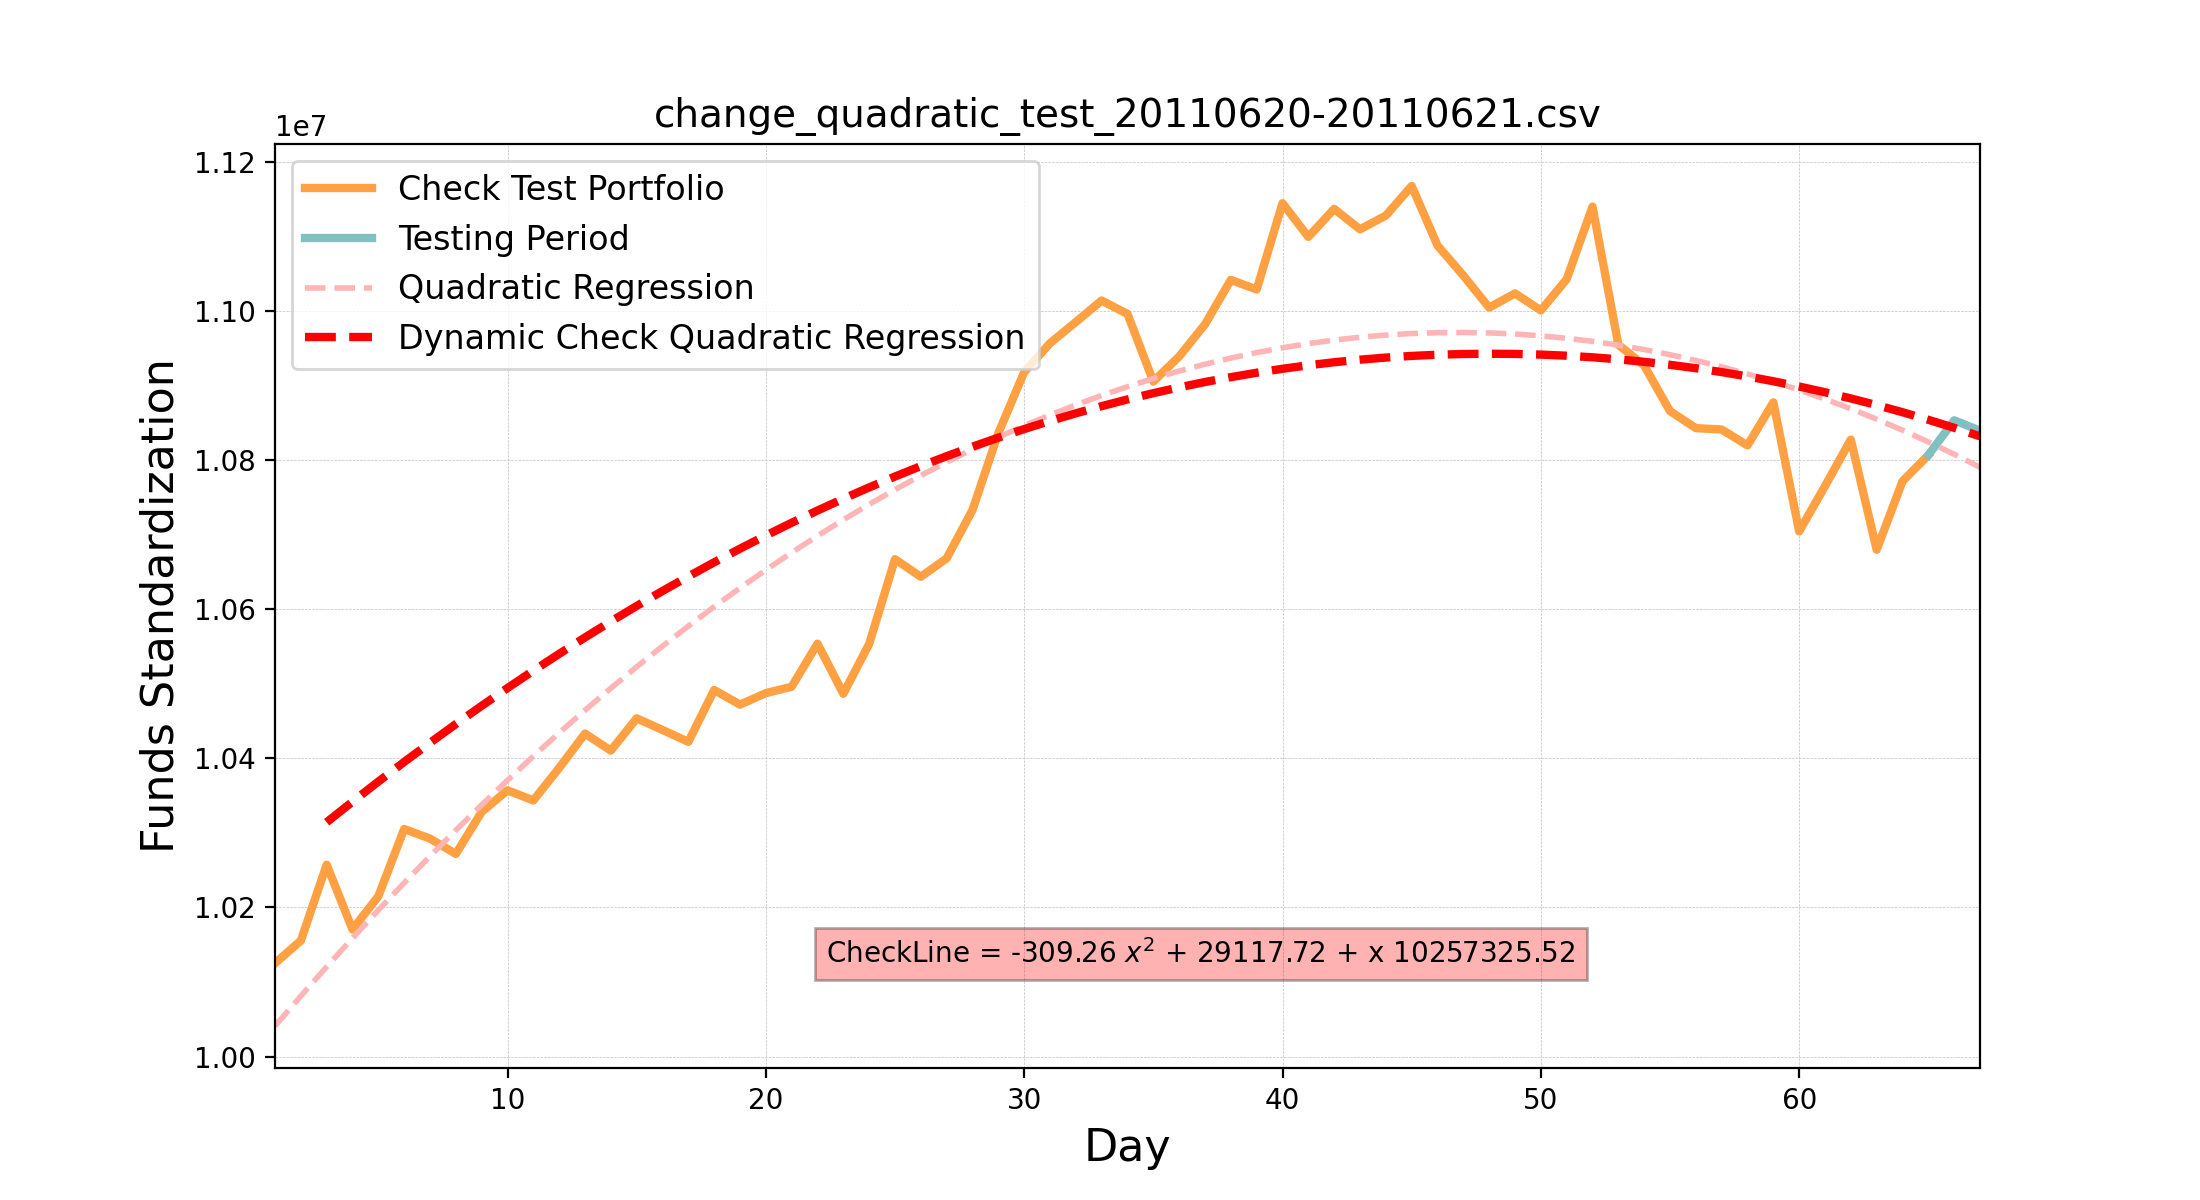 change_quadratic_test_20110620-20110621.csv
1e7
1.12
1.10
1.08
1.06
1.04
1.02
1.00
Funds Standardization
Check Test Portfolio
Testing Period
Quadratic Regression
Dynamic Check Quadratic Regression
CheckLine = -309.26 x² + 29117.72 + x 10257325.52
10 20 30 40 50 60
Day